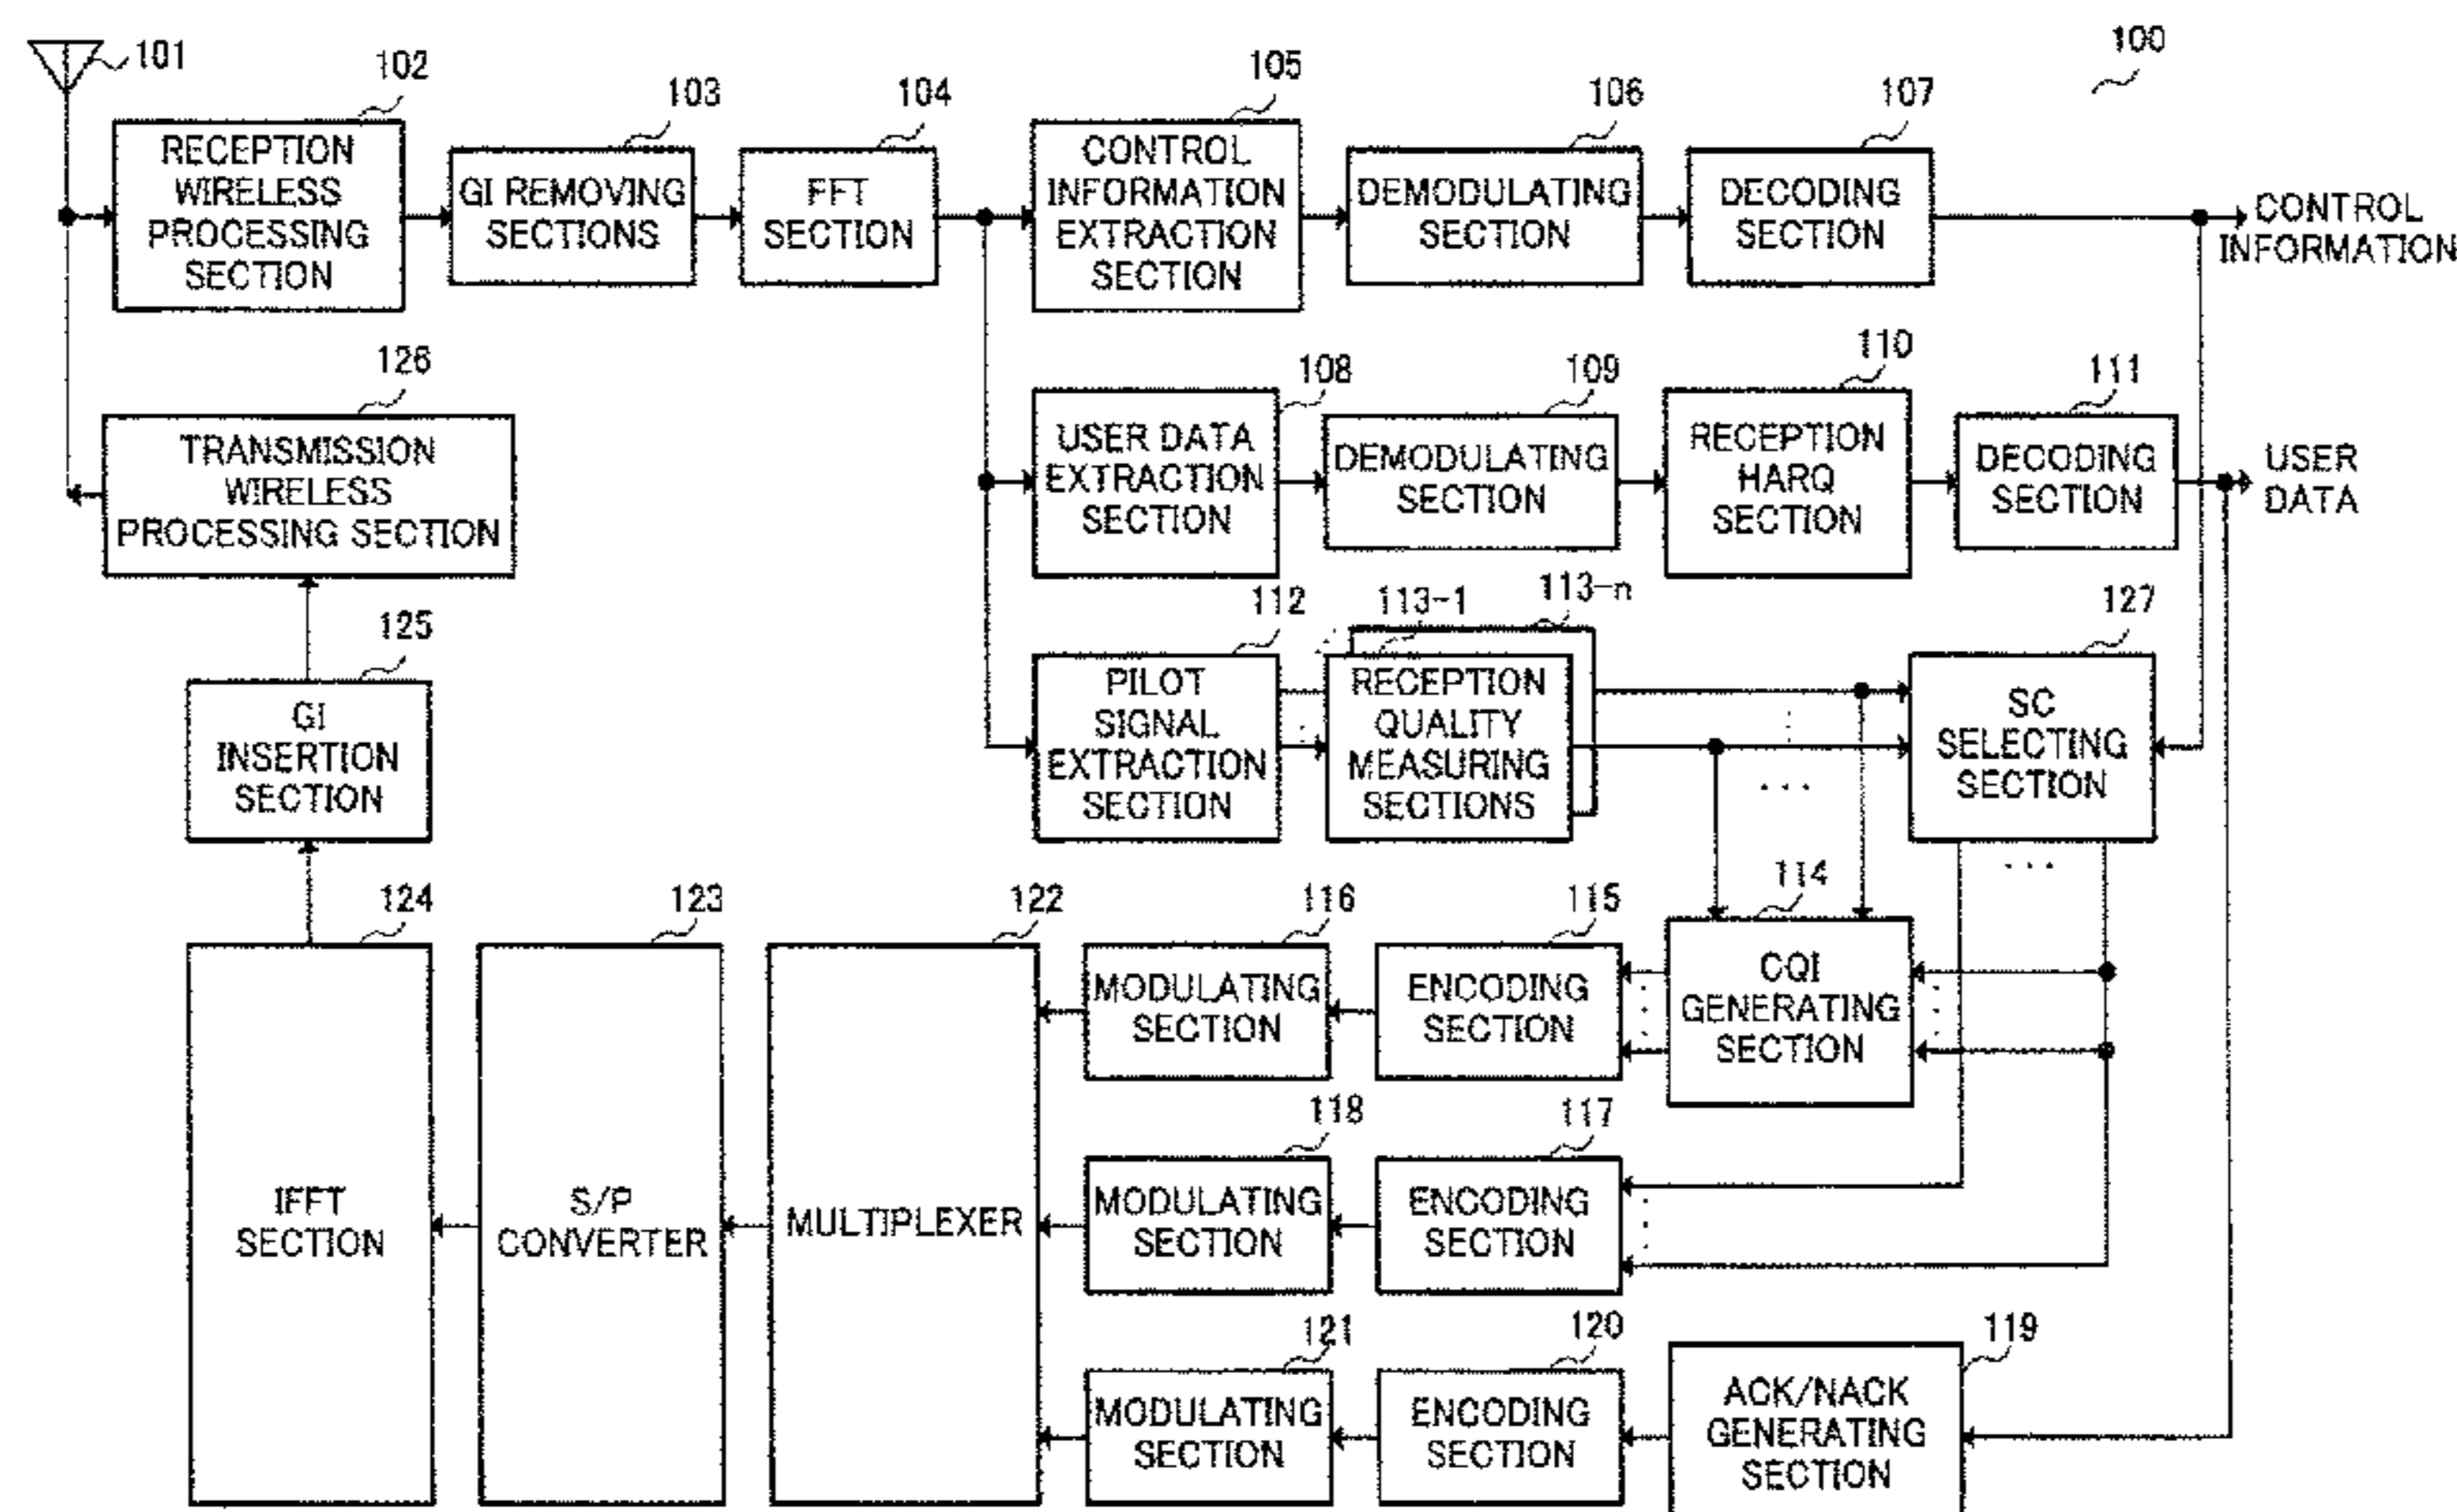 100
101
102
RECEPTION
WIRELESS
PROCESSING
SECTION
103
GI REMOVING
SECTIONS
104
FFT
SECTION
105
CONTROL
INFORMATION
EXTRACTION
SECTION
106
DEMODULATING
SECTION
107
DECODING
SECTION
CONTROL
INFORMATION
126
TRANSMISSION
WIRELESS
PROCESSING SECTION
108
USER DATA
EXTRACTION
SECTION
109
DEMODULATING
SECTION
110
RECEPTION
HARQ
SECTION
111
DECODING
SECTION
USER
DATA
125
GI
INSERTION
SECTION
112
PILOT
SIGNAL
EXTRACTION
SECTION
113-1
113-n
RECEPTION
QUALITY
MEASURING
SECTIONS
127
SC
SELECTING
SECTION
124
IFFT
SECTION
123
S/P
CONVERTER
122
MULTIPLEXER
116
MODULATING
SECTION
115
ENCODING
SECTION
114
CQI
GENERATING
SECTION
118
MODULATING
SECTION
117
ENCODING
SECTION
121
MODULATING
SECTION
120
ENCODING
SECTION
119
ACK/NACK
GENERATING
SECTION